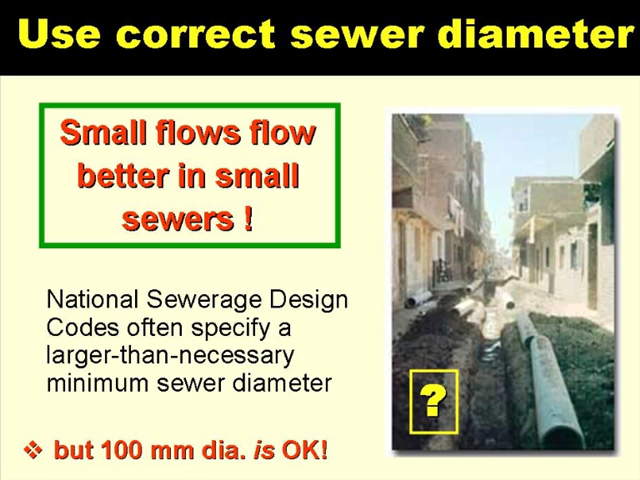 Use correct sewer diameter
Small flows flow
better in small
sewers !
National Sewerage Design
Codes often specify a
larger-than-necessary
minimum sewer diameter
?
❖ but 100 mm dia. is OK!